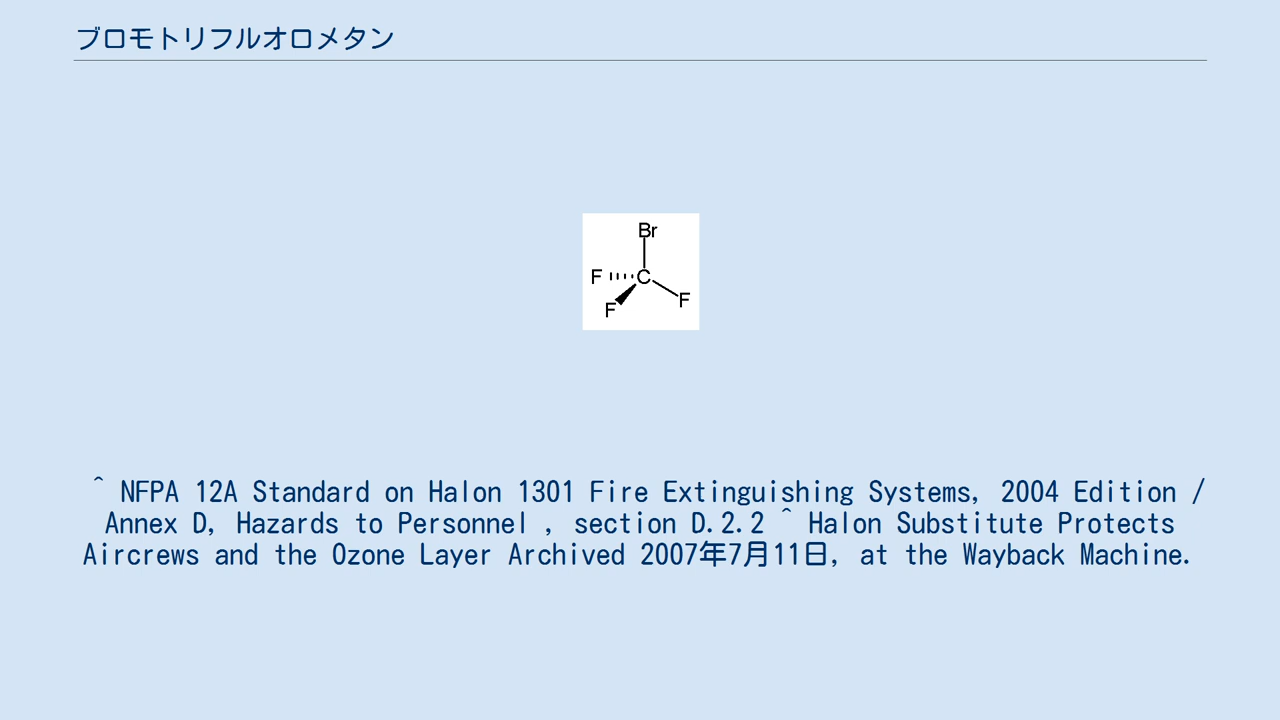 ブロモトリフルオロメタン
Br
F C
F F
^ NFPA 12A Standard on Halon 1301 Fire Extinguishing Systems, 2004 Edition /
Annex D, Hazards to Personnel , section D.2.2 ^ Halon Substitute Protects
Aircrews and the Ozone Layer Archived 2007年7月11日, at the Wayback Machine.